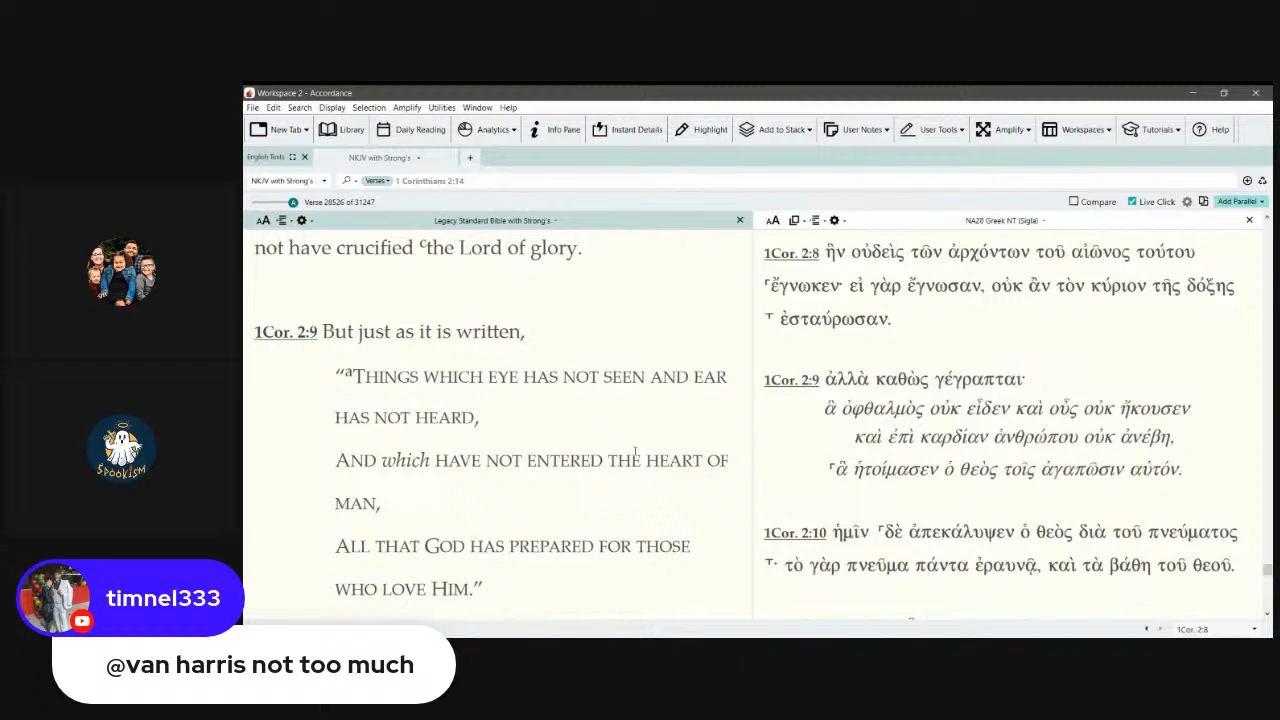 Workspace 2 - Accordance
File Edit Search Display Selection Amplify Utilities Window Help
New Tab Library Daily Reading Analytics Info Pane Instant Details Highlight Add to Stack User Notes User Tools Amplify Workspaces Tutorials Help
English Texts NKJV with Strong's +
NKJV with Strong's Verses 1 Corinthians 2:14
A Verse 28526 of 31247 Compare Live Click Add Parallel
AA Legacy Standard Bible with Strong's
not have crucified ᶜthe Lord of glory.
1Cor. 2:9 But just as it is written,
“ᵃTHINGS WHICH EYE HAS NOT SEEN AND EAR
HAS NOT HEARD,
AND which HAVE NOT ENTERED THE HEART OF
MAN,
ALL THAT GOD HAS PREPARED FOR THOSE
WHO LOVE HIM.”
AA NA28 Greek NT (Sigla)
1Cor. 2:8 ἣν οὐδεὶς τῶν ἀρχόντων τοῦ αἰῶνος τούτου
⸀ἔγνωκεν· εἰ γὰρ ἔγνωσαν, οὐκ ἂν τὸν κύριον τῆς δόξης
⸆ ἐσταύρωσαν.
1Cor. 2:9 ἀλλὰ καθὼς γέγραπται·
ἃ ὀφθαλμὸς οὐκ εἶδεν καὶ οὖς οὐκ ἤκουσεν
καὶ ἐπὶ καρδίαν ἀνθρώπου οὐκ ἀνέβη,
⸀ἃ ἡτοίμασεν ὁ θεὸς τοῖς ἀγαπῶσιν αὐτόν.
1Cor. 2:10 ἡμῖν ⸀δὲ ἀπεκάλυψεν ὁ θεὸς διὰ τοῦ πνεύματος
⸆· τὸ γὰρ πνεῦμα πάντα ἐραυνᾷ, καὶ τὰ βάθη τοῦ θεοῦ.
1Cor. 2:8
SPOOKISM
timnel333
@van harris not too much